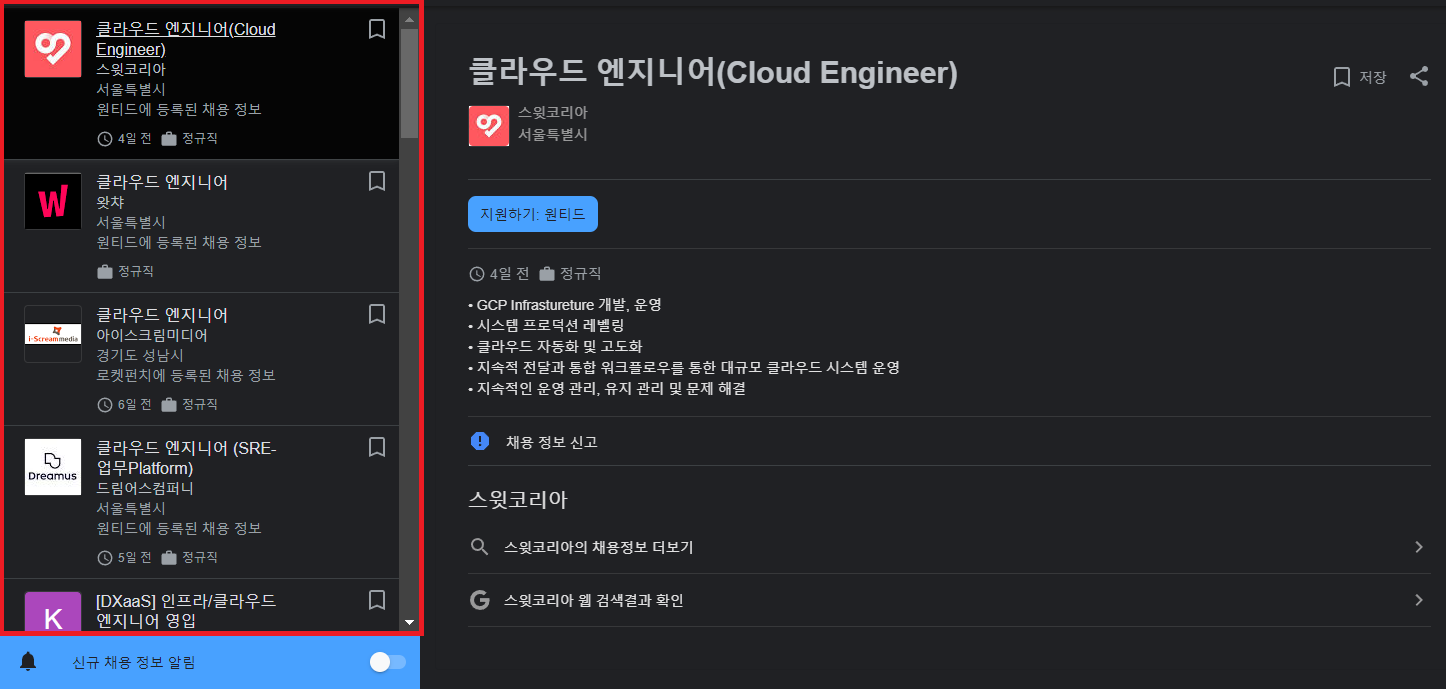 클라우드 엔지니어(Cloud
Engineer)
스윗코리아
서울특별시
원티드에 등록된 채용 정보
4일 전 정규직
W
클라우드 엔지니어
왓챠
서울특별시
원티드에 등록된 채용 정보
정규직
i-Screammedia
클라우드 엔지니어
아이스크림미디어
경기도 성남시
로켓펀치에 등록된 채용 정보
6일 전 정규직
Dreamus
클라우드 엔지니어 (SRE-
업무Platform)
드림어스컴퍼니
서울특별시
원티드에 등록된 채용 정보
5일 전 정규직
K
[DXaaS] 인프라/클라우드
엔지니어 영입
신규 채용 정보 알림
클라우드 엔지니어(Cloud Engineer)
저장
스윗코리아
서울특별시
지원하기: 원티드
4일 전 정규직
• GCP Infrastureture 개발, 운영
• 시스템 프로덕션 레벨링
• 클라우드 자동화 및 고도화
• 지속적 전달과 통합 워크플로우를 통한 대규모 클라우드 시스템 운영
• 지속적인 운영 관리, 유지 관리 및 문제 해결
채용 정보 신고
스윗코리아
스윗코리아의 채용정보 더보기
G 스윗코리아 웹 검색결과 확인